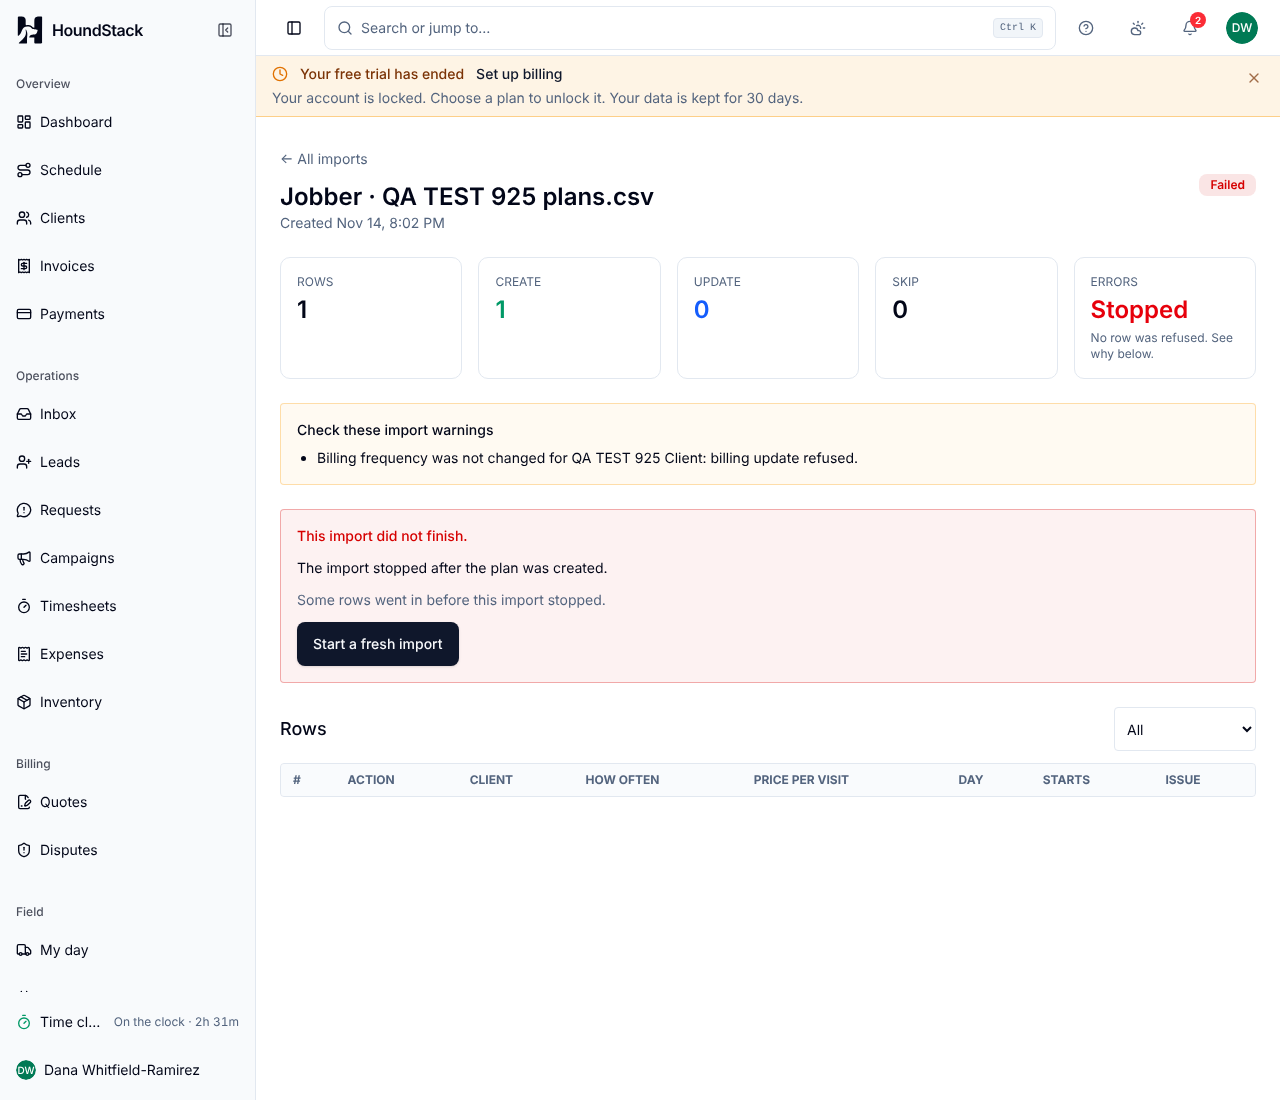 HoundStack
Search or jump to...
Ctrl K
2
DW
Overview
Dashboard
Schedule
Clients
Invoices
Payments
Operations
Inbox
Leads
Requests
Campaigns
Timesheets
Expenses
Inventory
Billing
Quotes
Disputes
Field
My day
Time cl...
On the clock · 2h 31m
DW
Dana Whitfield-Ramirez
Your free trial has ended Set up billing
Your account is locked. Choose a plan to unlock it. Your data is kept for 30 days.
← All imports
Jobber · QA TEST 925 plans.csv
Failed
Created Nov 14, 8:02 PM
ROWS
1
CREATE
1
UPDATE
0
SKIP
0
ERRORS
Stopped
No row was refused. See
why below.
Check these import warnings
• Billing frequency was not changed for QA TEST 925 Client: billing update refused.
This import did not finish.
The import stopped after the plan was created.
Some rows went in before this import stopped.
Start a fresh import
Rows
All
# ACTION CLIENT HOW OFTEN PRICE PER VISIT DAY STARTS ISSUE